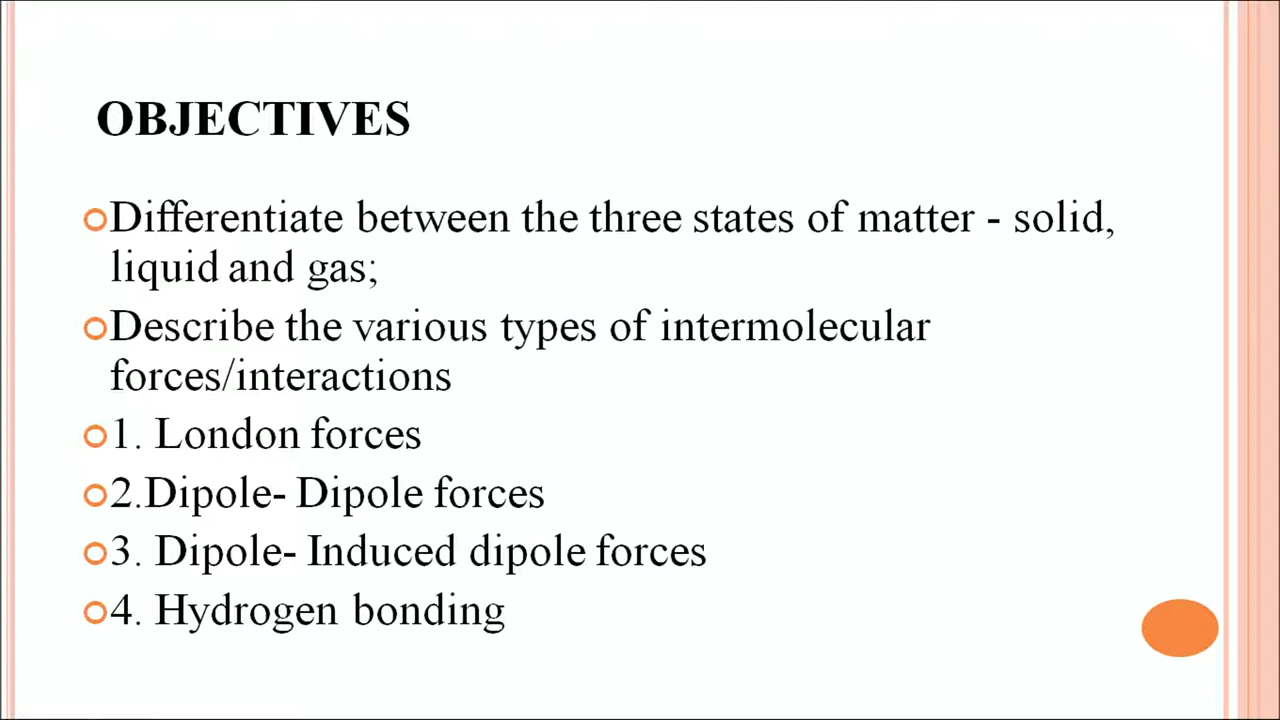 OBJECTIVES
Differentiate between the three states of matter - solid,
liquid and gas;
Describe the various types of intermolecular
forces/interactions
1. London forces
2.Dipole- Dipole forces
3. Dipole- Induced dipole forces
4. Hydrogen bonding